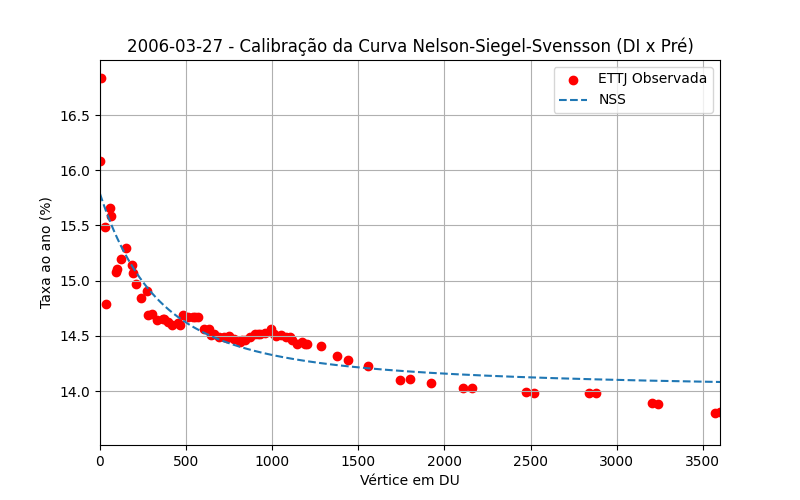 2006-03-27 - Calibração da Curva Nelson-Siegel-Svensson (DI x Pré)
ETTJ Observada
NSS
Taxa ao ano (%)
16.5
16.0
15.5
15.0
14.5
14.0
0 500 1000 1500 2000 2500 3000 3500
Vértice em DU